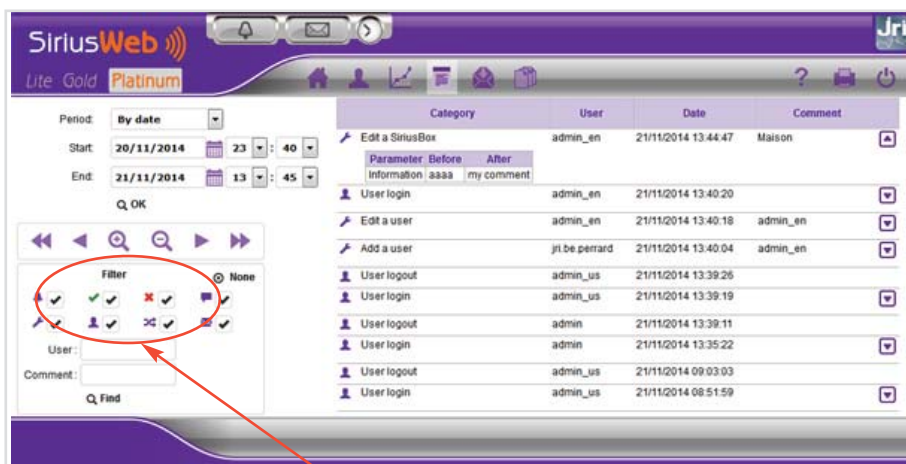 SiriusWeb
jri
Lite Gold Platinum
?
Period: By date
Start: 20/11/2014 23 : 40
End: 21/11/2014 13 : 45
OK
Filter
None
User:
Comment:
Find
Category User Date Comment
Edit a SiriusBox admin_en 21/11/2014 13:44:47 Maison
Parameter Before After
Information aaaa my comment
User login admin_en 21/11/2014 13:40:20
Edit a user admin_en 21/11/2014 13:40:18 admin_en
Add a user jri.be.perrard 21/11/2014 13:40:04 admin_en
User logout admin_us 21/11/2014 13:39:26
User login admin_us 21/11/2014 13:39:19
User logout admin 21/11/2014 13:39:11
User login admin 21/11/2014 13:35:22
User logout admin_us 21/11/2014 09:03:03
User login admin_us 21/11/2014 08:51:59